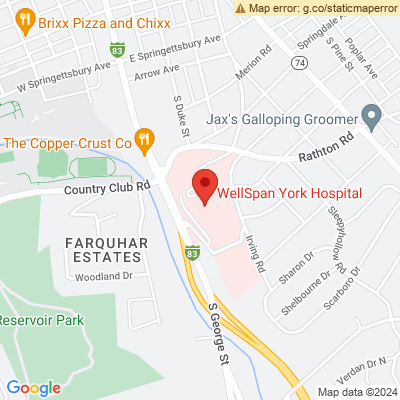 Map error: g.co/staticmaperror
Brixx Pizza and Chixx
Springdale
83
E Springettsbury Ave
W Springettsbury Ave
Arrow Ave
Merion Rd
74
S Pine St
Poplar Ave
S Duke St
Jax's Galloping Groomer
The Copper Crust Co
Rathton Rd
Country Club Rd
WellSpan York Hospital
FARQUHAR
ESTATES
Woodland Dr
83
Irving Rd
Sleepyhollow Rd
Sharon Dr
Shelbourne Dr
Scarboro Dr
Reservoir Park
S George St
Verdan Dr N
Google
Map data ©2024